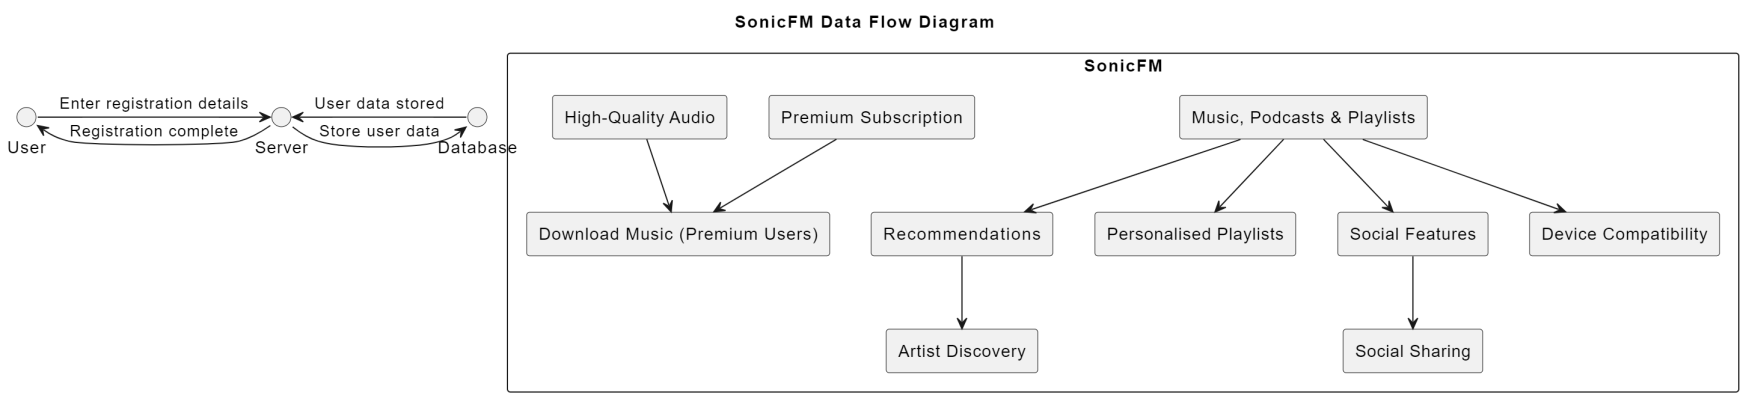 SonicFM Data Flow Diagram
SonicFM
Enter registration details
User data stored
Registration complete
Store user data
User
Server
Database
High-Quality Audio
Premium Subscription
Music, Podcasts & Playlists
Download Music (Premium Users)
Recommendations
Personalised Playlists
Social Features
Device Compatibility
Artist Discovery
Social Sharing